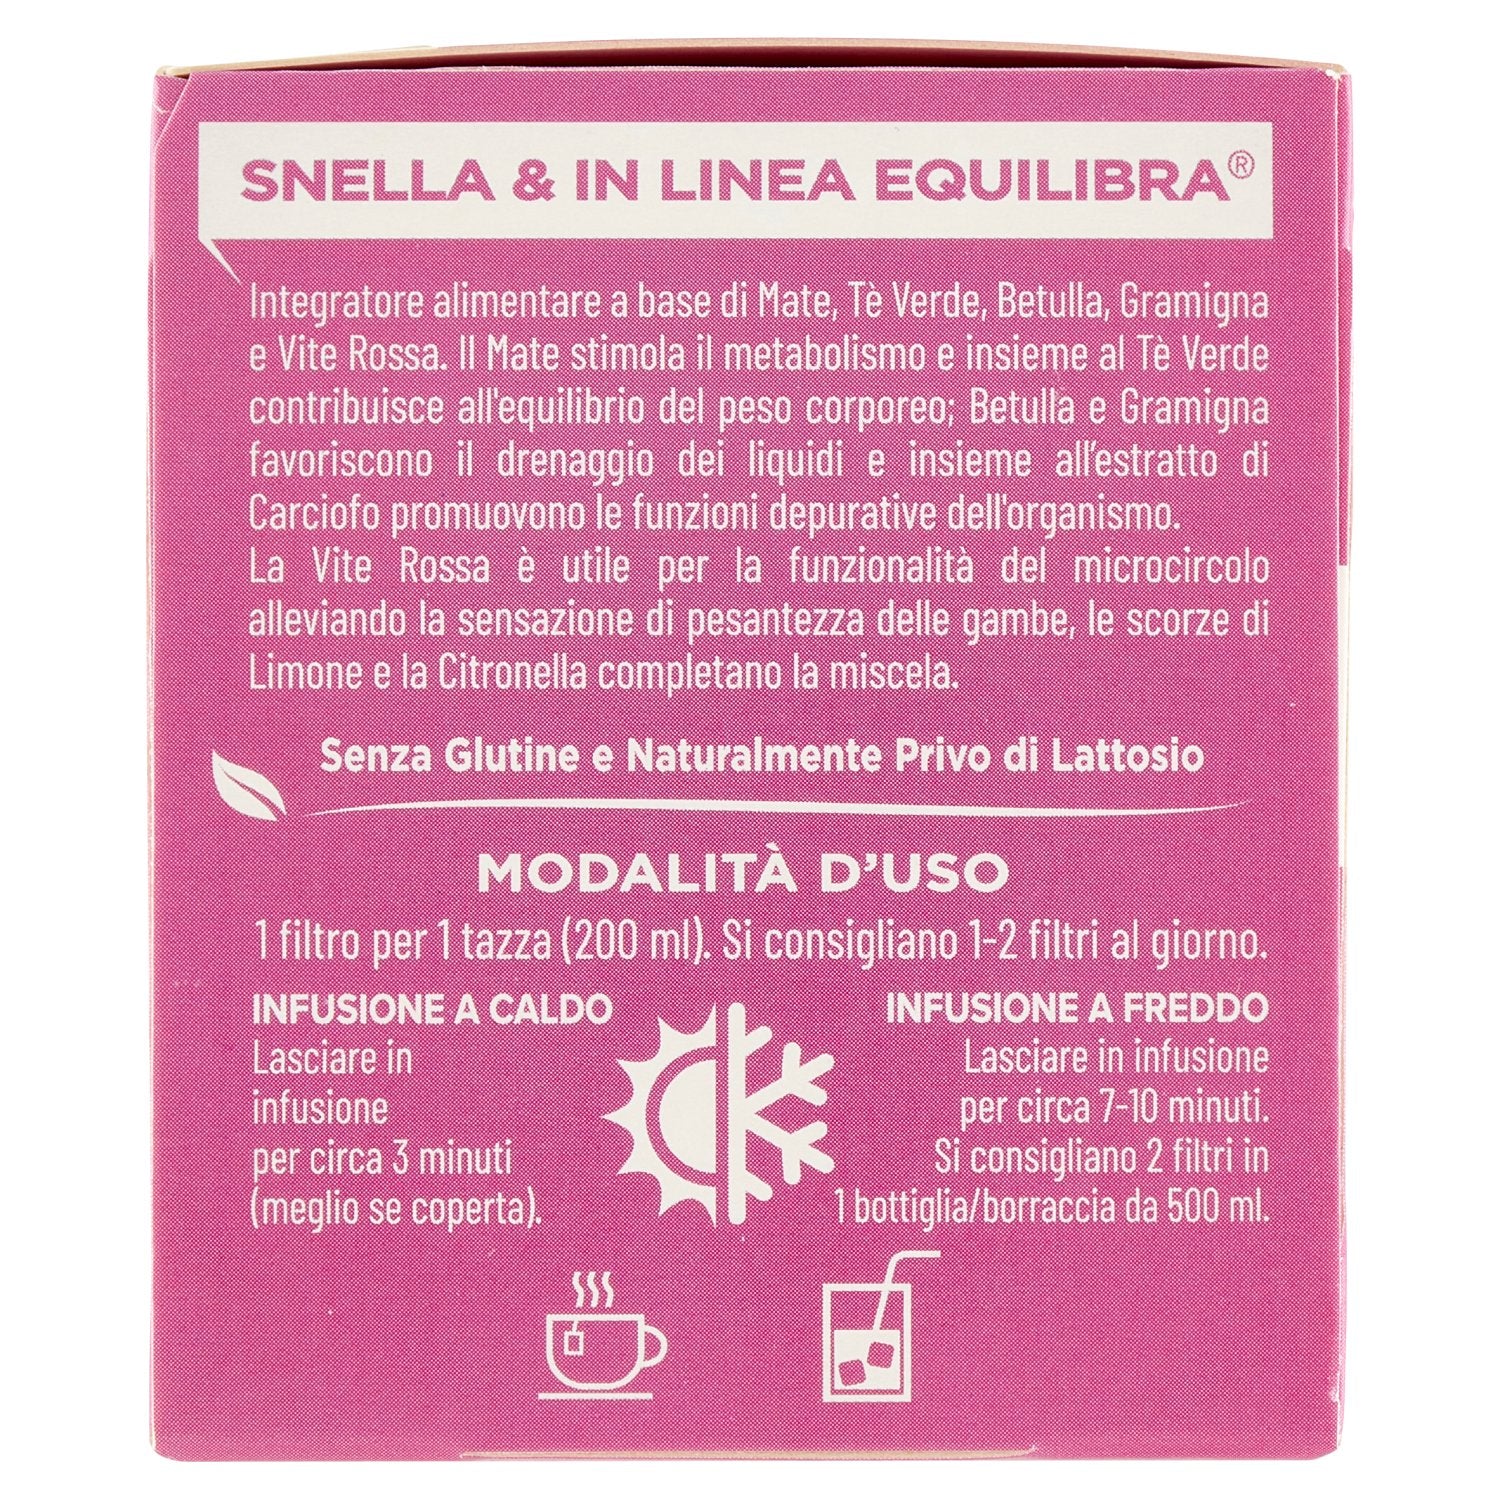 SNELLA & IN LINEA EQUILIBRA®
Integratore alimentare a base di Mate, Tè Verde, Betulla, Gramigna
e Vite Rossa. Il Mate stimola il metabolismo e insieme al Tè Verde
contribuisce all'equilibrio del peso corporeo; Betulla e Gramigna
favoriscono il drenaggio dei liquidi e insieme all'estratto di
Carciofo promuovono le funzioni depurative dell'organismo.
La Vite Rossa è utile per la funzionalità del microcircolo
alleviando la sensazione di pesantezza delle gambe, le scorze di
Limone e la Citronella completano la miscela.
Senza Glutine e Naturalmente Privo di Lattosio
MODALITÀ D'USO
1 filtro per 1 tazza (200 ml). Si consigliano 1-2 filtri al giorno.
INFUSIONE A CALDO
Lasciare in
infusione
per circa 3 minuti
(meglio se coperta).
INFUSIONE A FREDDO
Lasciare in infusione
per circa 7-10 minuti.
Si consigliano 2 filtri in
1 bottiglia/borraccia da 500 ml.